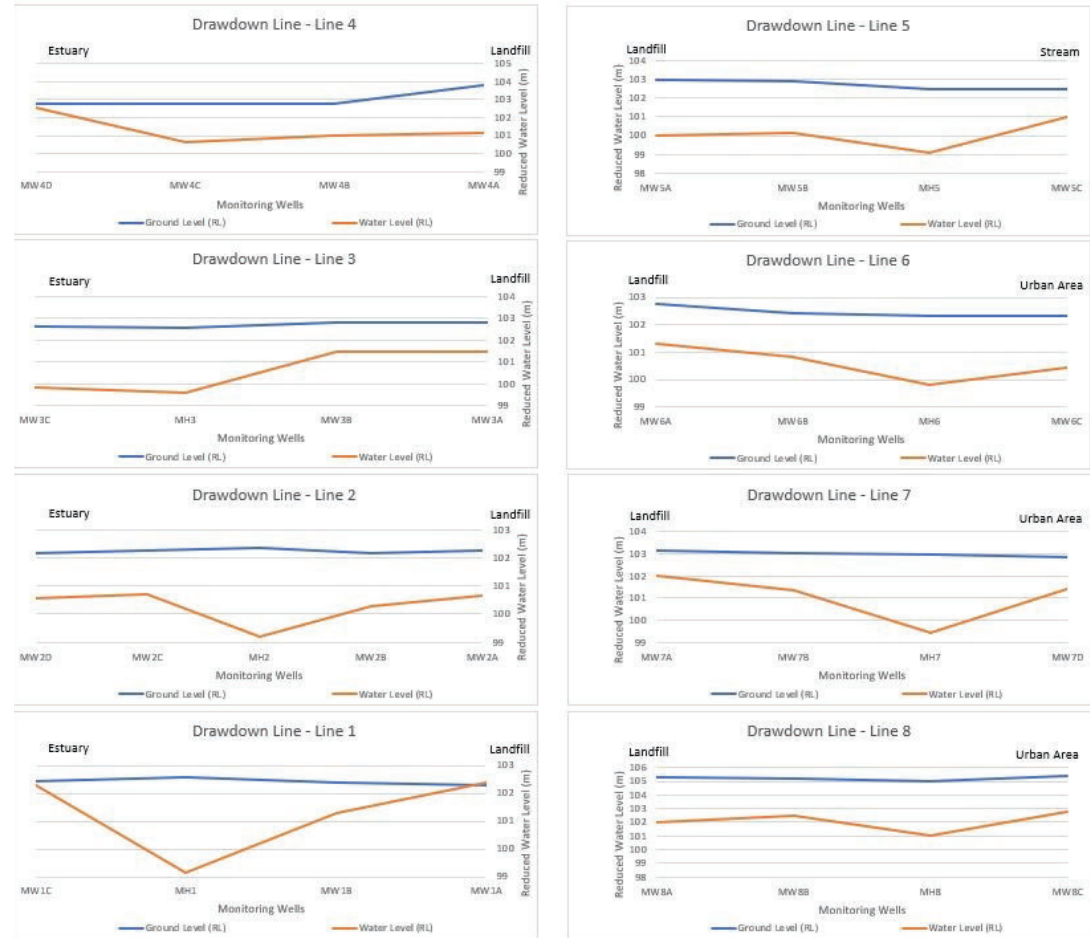 Drawdown Line - Line 4
Estuary
Landfill
105
104
103
102
101
100
99
Reduced Water Level (m)
MW4D MW4C MW4B MW4A
Monitoring Wells
Ground Level (RL) Water Level (RL)
Drawdown Line - Line 5
Landfill
Stream
104
103
102
101
100
99
98
Reduced Water Level (m)
MW5A MW5B MH5 MW5C
Monitoring Wells
Ground Level (RL) Water Level (RL)
Drawdown Line - Line 3
Estuary
Landfill
104
103
102
101
100
99
Reduced Water Level (m)
MW3C MH3 MW3B MW3A
Monitoring Wells
Ground Level (RL) Water Level (RL)
Drawdown Line - Line 6
Landfill
Urban Area
103
102
101
100
99
Reduced Water Level (m)
MW6A MW6B MH6 MW6C
Monitoring Wells
Ground Level (RL) Water Level (RL)
Drawdown Line - Line 2
Estuary
Landfill
103
102
101
100
99
Reduced Water Level (m)
MW2D MW2C MH2 MW2B MW2A
Monitoring Wells
Ground Level (RL) Water Level (RL)
Drawdown Line - Line 7
Landfill
Urban Area
104
103
102
101
100
99
Reduced Water Level (m)
MW7A MW7B MH7 MW7D
Monitoring Wells
Ground Level (RL) Water Level (RL)
Drawdown Line - Line 1
Estuary
Landfill
103
102
101
100
99
Reduced Water Level (m)
MW1C MH1 MW1B MW1A
Monitoring Wells
Ground Level (RL) Water Level (RL)
Drawdown Line - Line 8
Landfill
Urban Area
106
105
104
103
102
101
100
99
98
Reduced Water Level (m)
MW8A MW8B MH8 MW8C
Monitoring Wells
Ground Level (RL) Water Level (RL)